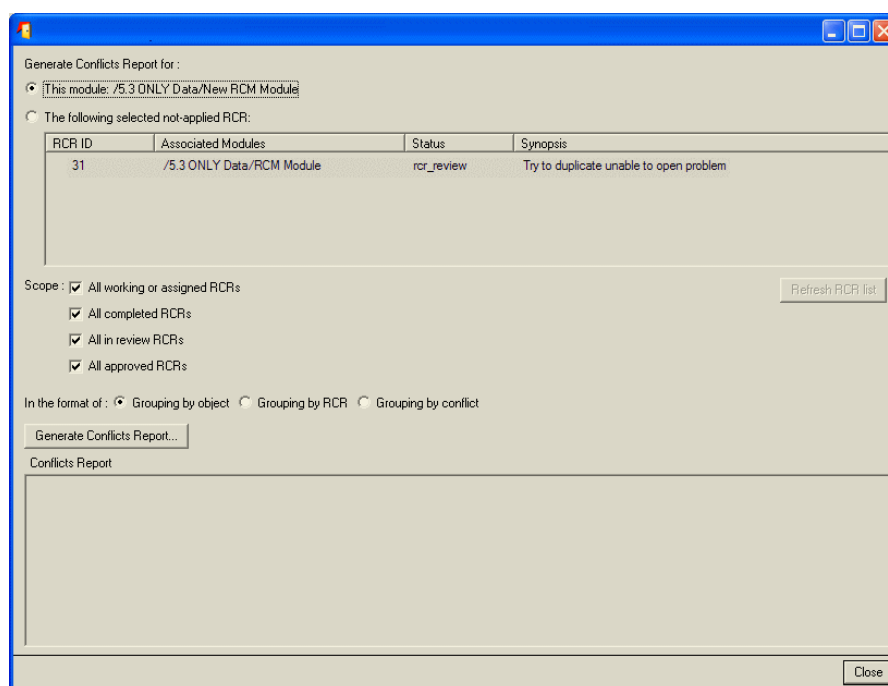 Generate Conflicts Report for :
This module: /5.3 ONLY Data/New RCM Module
The following selected not-applied RCR:
RCR ID Associated Modules Status Synopsis
31 /5.3 ONLY Data/RCM Module rcr_review Try to duplicate unable to open problem
Scope : All working or assigned RCRs Refresh RCR list
All completed RCRs
All in review RCRs
All approved RCRs
In the format of : Grouping by object Grouping by RCR Grouping by conflict
Generate Conflicts Report...
Conflicts Report
Close